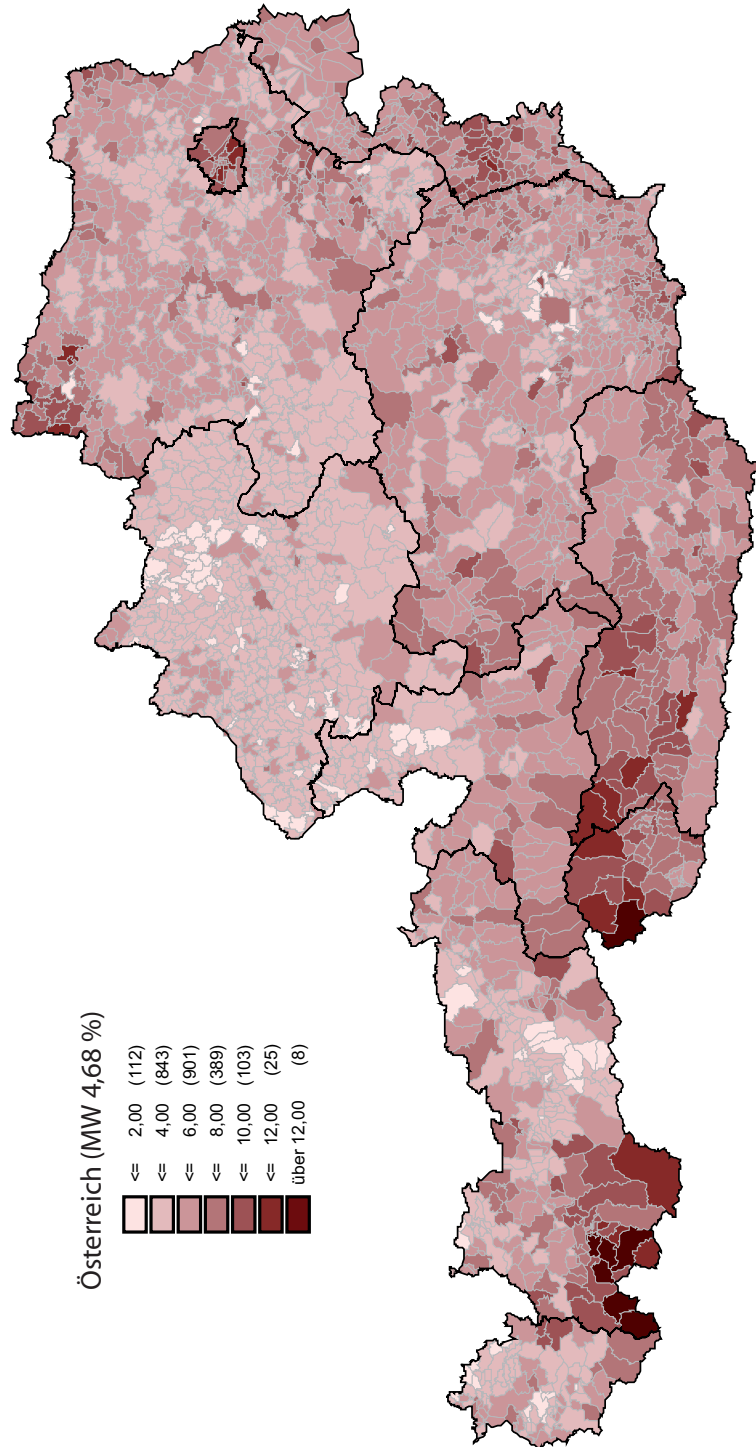 Österreich (MW 4,68 %)
<= 2,00 (112)
<= 4,00 (843)
<= 6,00 (901)
<= 8,00 (389)
<= 10,00 (103)
<= 12,00 (25)
über 12,00 (8)